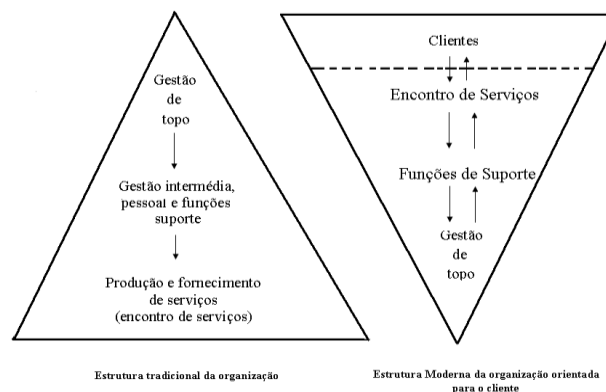 Gestão
de
topo
Gestão intermédia,
pessoal e funções
suporte
Produção e fornecimento
de serviços
(encontro de serviços)
Estrutura tradicional da organização
Clientes
Encontro de Serviços
Funções de Suporte
Gestão
de
topo
Estrutura Moderna da organização orientada
para o cliente